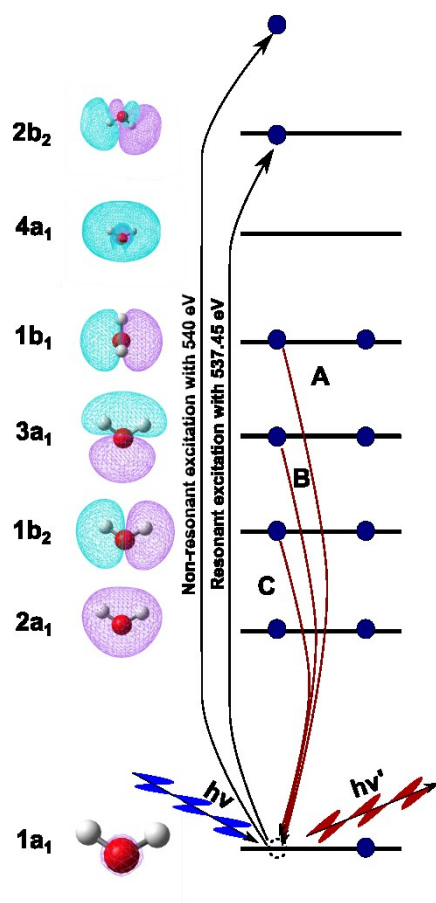 2b₂
4a₁
1b₁
3a₁
1b₂
2a₁
1a₁
Non-resonant excitation with 540 eV
Resonant excitation with 537.45 eV
A
B
C
hν
hν'